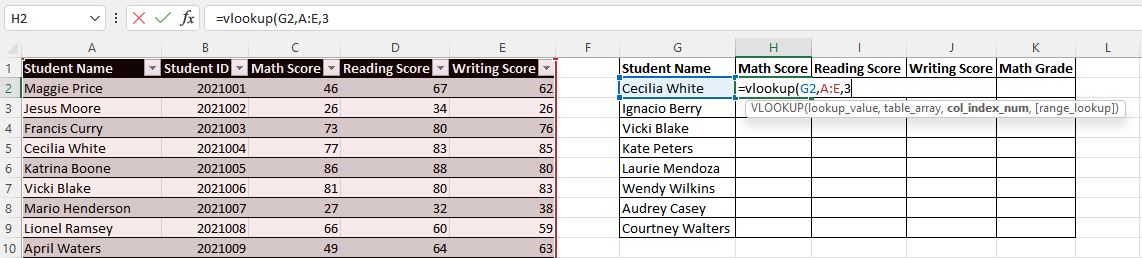 H2 fx =vlookup(G2,A:E,3
A B C D E F G H I J K L
1 Student Name Student ID Math Score Reading Score Writing Score Student Name Math Score Reading Score Writing Score Math Grade
2 Maggie Price 2021001 46 67 62 Cecilia White =vlookup(G2,A:E,3
3 Jesus Moore 2021002 26 34 26 Ignacio Berry VLOOKUP(lookup_value, table_array, col_index_num, [range_lookup])
4 Francis Curry 2021003 73 80 76 Vicki Blake
5 Cecilia White 2021004 77 83 85 Kate Peters
6 Katrina Boone 2021005 86 88 80 Laurie Mendoza
7 Vicki Blake 2021006 81 80 83 Wendy Wilkins
8 Mario Henderson 2021007 27 32 38 Audrey Casey
9 Lionel Ramsey 2021008 66 60 59 Courtney Walters
10 April Waters 2021009 49 64 63